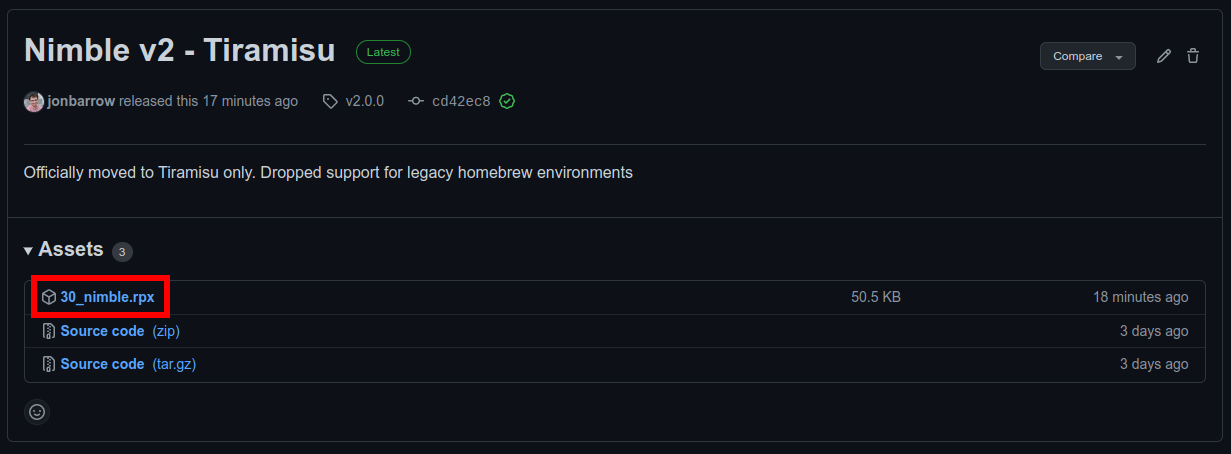 Nimble v2 - Tiramisu Latest Compare
jonbarrow released this 17 minutes ago v2.0.0 cd42ec8
Officially moved to Tiramisu only. Dropped support for legacy homebrew environments
Assets 3
30_nimble.rpx 50.5 KB 18 minutes ago
Source code (zip) 3 days ago
Source code (tar.gz) 3 days ago